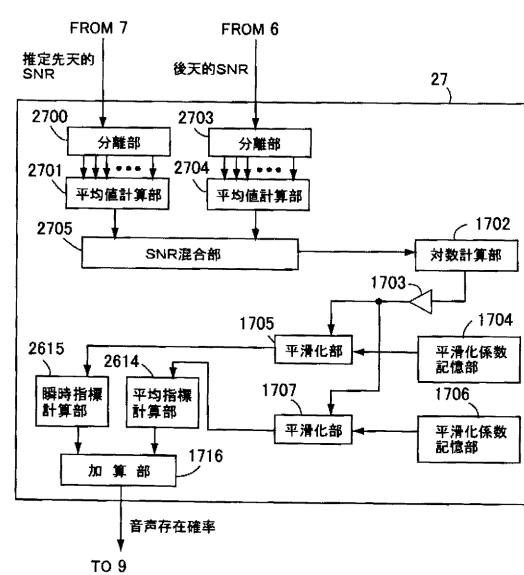 FROM 7
FROM 6
推定先天的
SNR
後天的SNR
27
2700
分離部
2703
分離部
2701
平均値計算部
2704
平均値計算部
2705
SNR混合部
1702
対数計算部
1703
1705
平滑化部
1704
平滑化係数
記憶部
2615
瞬時指標
計算部
2614
平均指標
計算部
1707
平滑化部
1706
平滑化係数
記憶部
加 算 部
1716
音声存在確率
TO 9